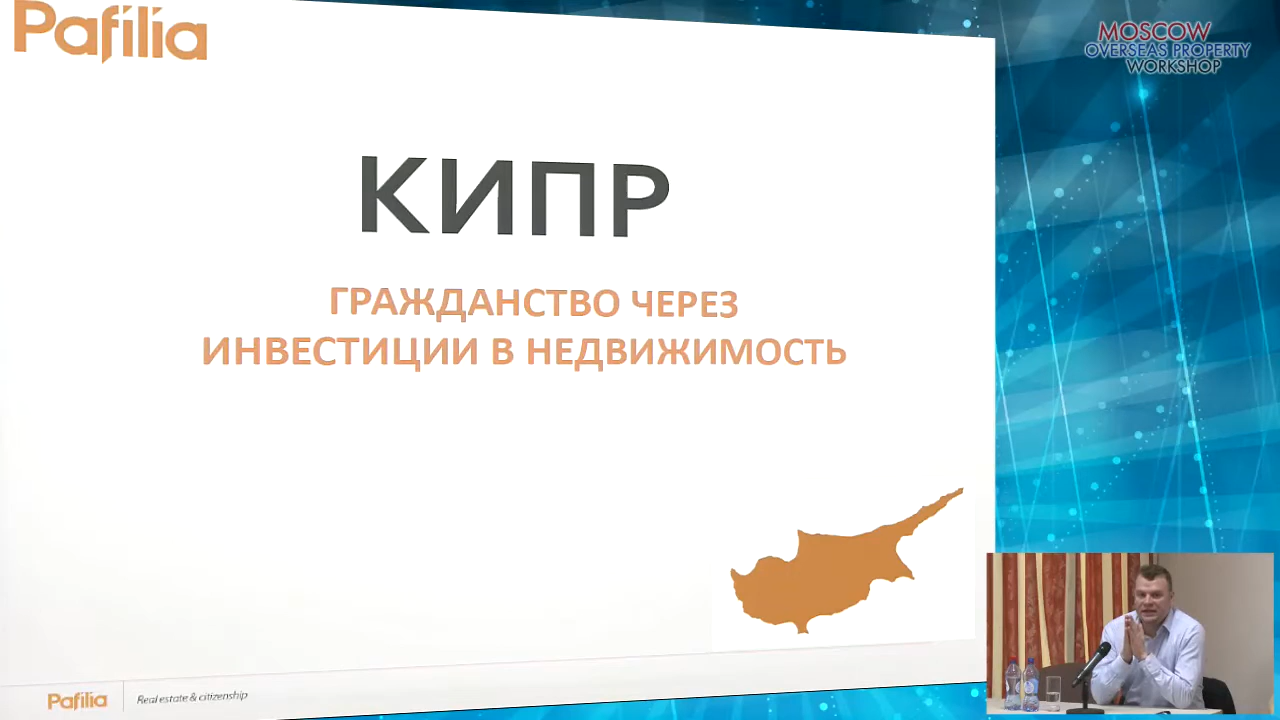 Pafilia
MOSCOW
OVERSEAS PROPERTY
WORKSHOP
КИПР
ГРАЖДАНСТВО ЧЕРЕЗ
ИНВЕСТИЦИИ В НЕДВИЖИМОСТЬ
Pafilia
Real estate & citizenship